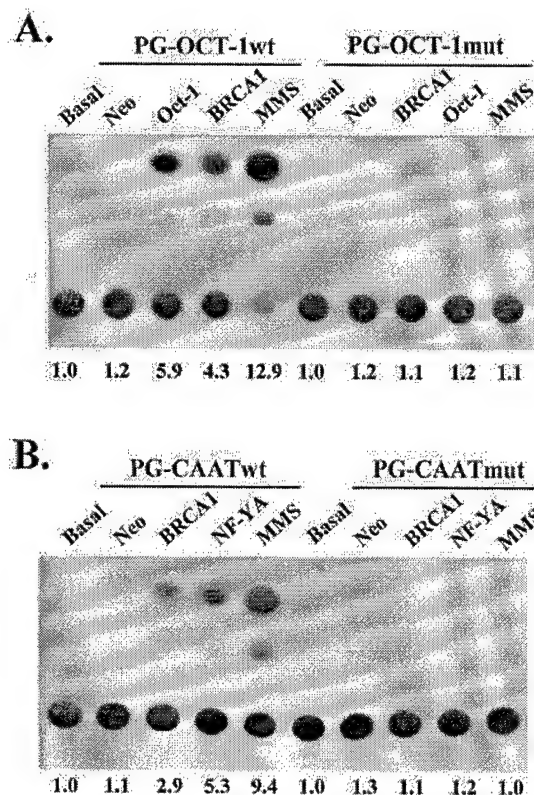 A.
PG-OCT-1wt PG-OCT-1mut
Basal Neo Oct-1 BRCA1 MMS Basal Neo BRCA1 Oct-1 MMS
1.0 1.2 5.9 4.3 12.9 1.0 1.2 1.1 1.2 1.1
B.
PG-CAATwt PG-CAATmut
Basal Neo BRCA1 NF-YA MMS Basal Neo BRCA1 NF-YA MMS
1.0 1.1 2.9 5.3 9.4 1.0 1.3 1.1 1.2 1.0